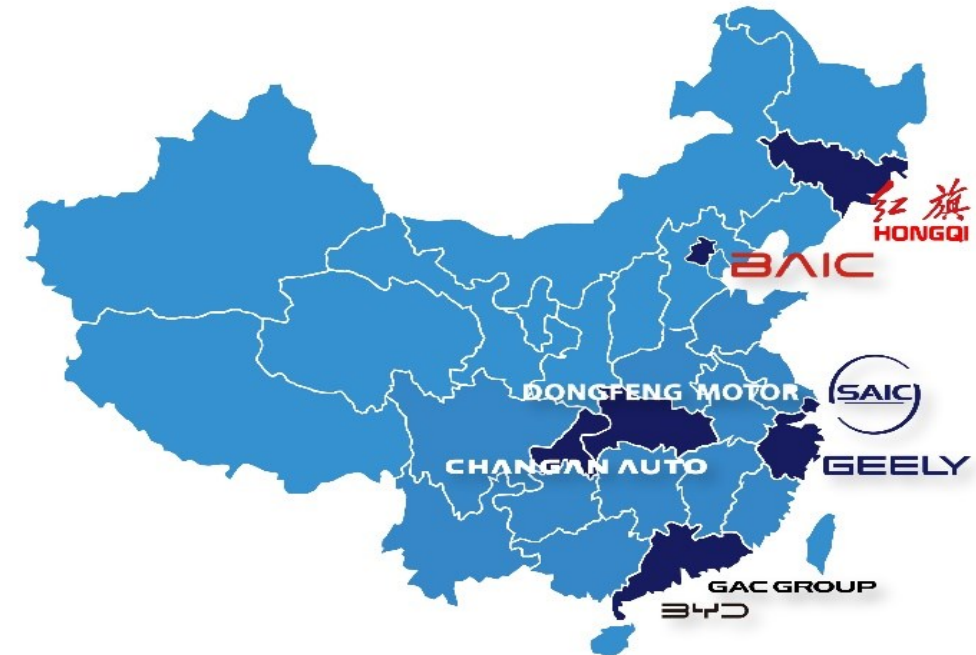 红旗
HONGQI
BAIC
DONGFENG MOTOR
SAIC
CHANGAN AUTO
GEELY
GAC GROUP
BYD